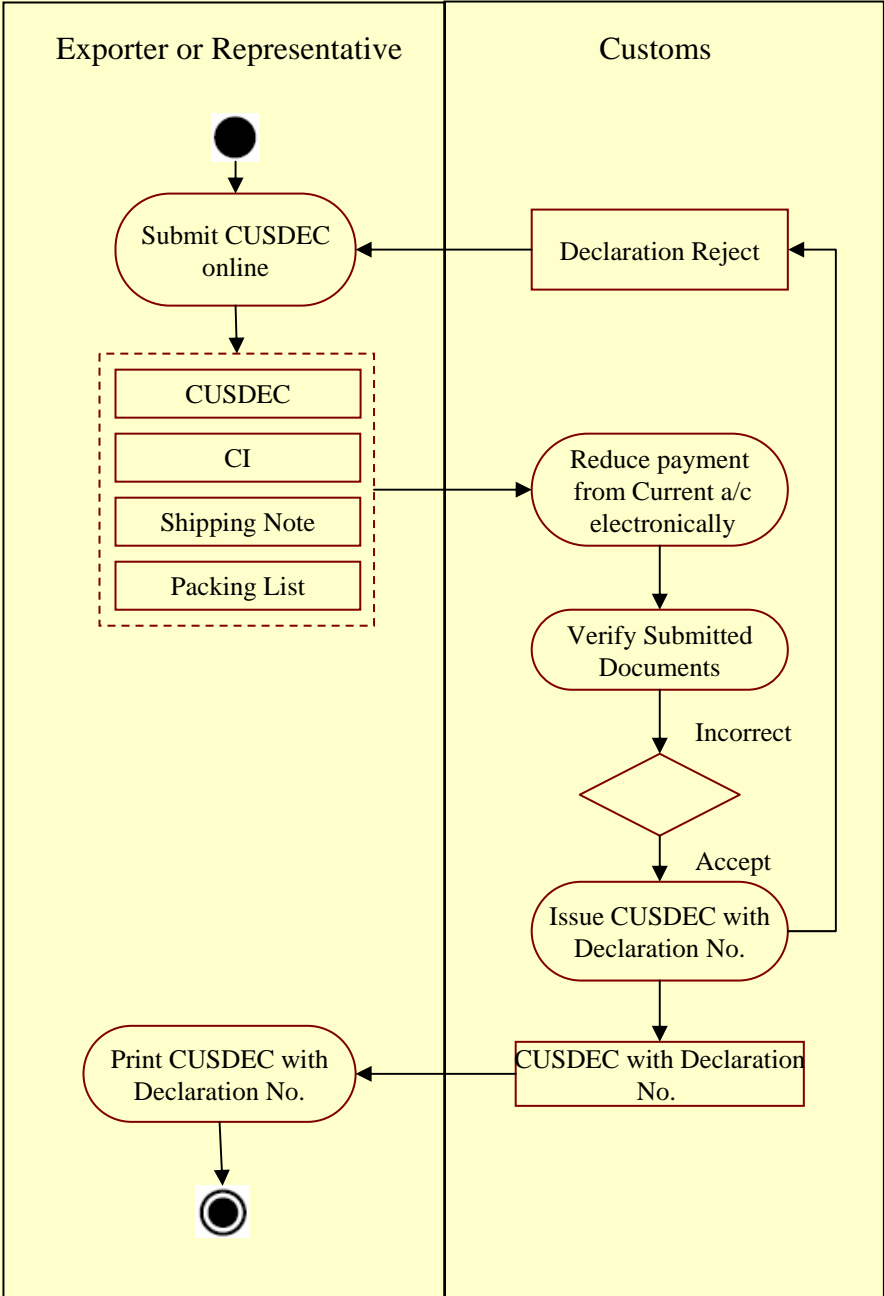 Exporter or Representative
Customs
Submit CUSDEC
online
Declaration Reject
CUSDEC
CI
Shipping Note
Packing List
Reduce payment
from Current a/c
electronically
Verify Submitted
Documents
Incorrect
Accept
Issue CUSDEC with
Declaration No.
Print CUSDEC with
Declaration No.
CUSDEC with Declaration
No.